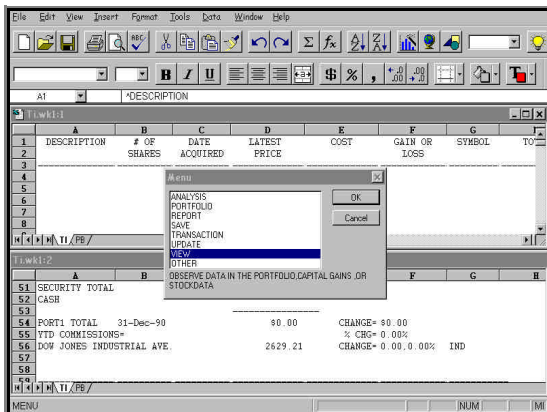 File Edit View Insert Format Tools Data Window Help
B I U $ % ,
A1 ^DESCRIPTION
Ti.wk1:1
A B C D E F G
1 DESCRIPTION # OF DATE LATEST COST GAIN OR SYMBOL
2 SHARES ACQUIRED PRICE LOSS
3
4
5
6
7
8
Menu
ANALYSIS
PORTFOLIO
REPORT
SAVE
TRANSACTION
UPDATE
VIEW
OTHER
OK
Cancel
OBSERVE DATA IN THE PORTFOLIO,CAPITAL GAINS ,OR
STOCKDATA
TI PB
Ti.wk1:2
A B F G H
51 SECURITY TOTAL
52 CASH
53
54 PORT1 TOTAL 31-Dec-90 $0.00 CHANGE= $0.00
55 YTD COMMISSIONS= % CHG= 0.00%
56 DOW JONES INDUSTRIAL AVE. 2629.21 CHANGE= 0.00,0.00% IND
57
58
59
TI PB
MENU NUM MI